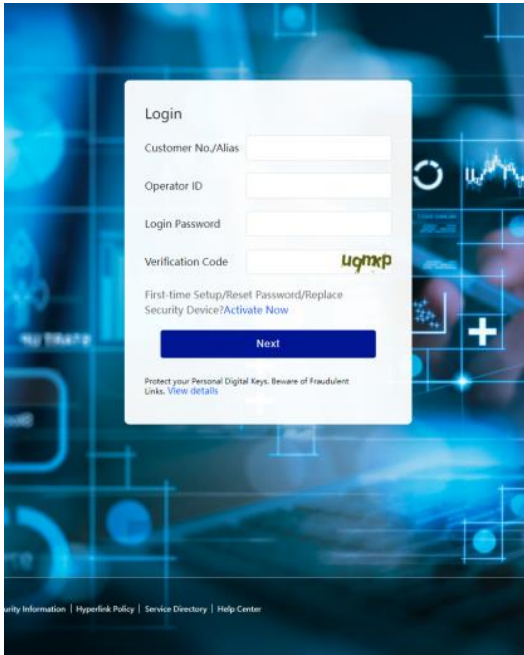 Login
Customer No./Alias
Operator ID
Login Password
Verification Code
First-time Setup/Reset Password/Replace
Security Device?Activate Now
Next
Protect your Personal Digital Keys. Beware of Fraudulent
Links. View details
urity Information | Hyperlink Policy | Service Directory | Help Center